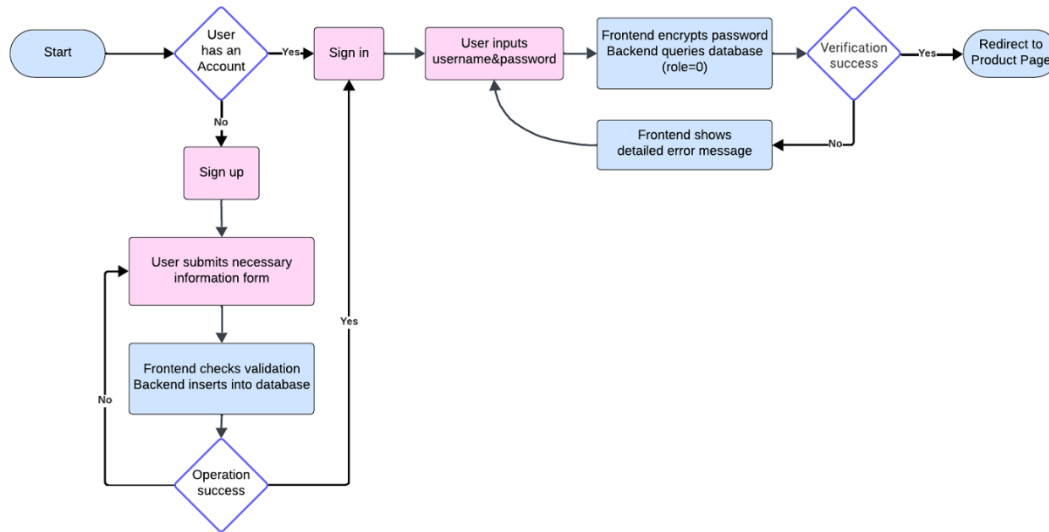 Start
User
has an
Account
Yes
Sign in
User inputs
username&password
Frontend encrypts password
Backend queries database
(role=0)
Verification
success
Yes
Redirect to
Product Page
No
Frontend shows
detailed error message
No
Sign up
User submits necessary
information form
Frontend checks validation
Backend inserts into database
No
Yes
Operation
success